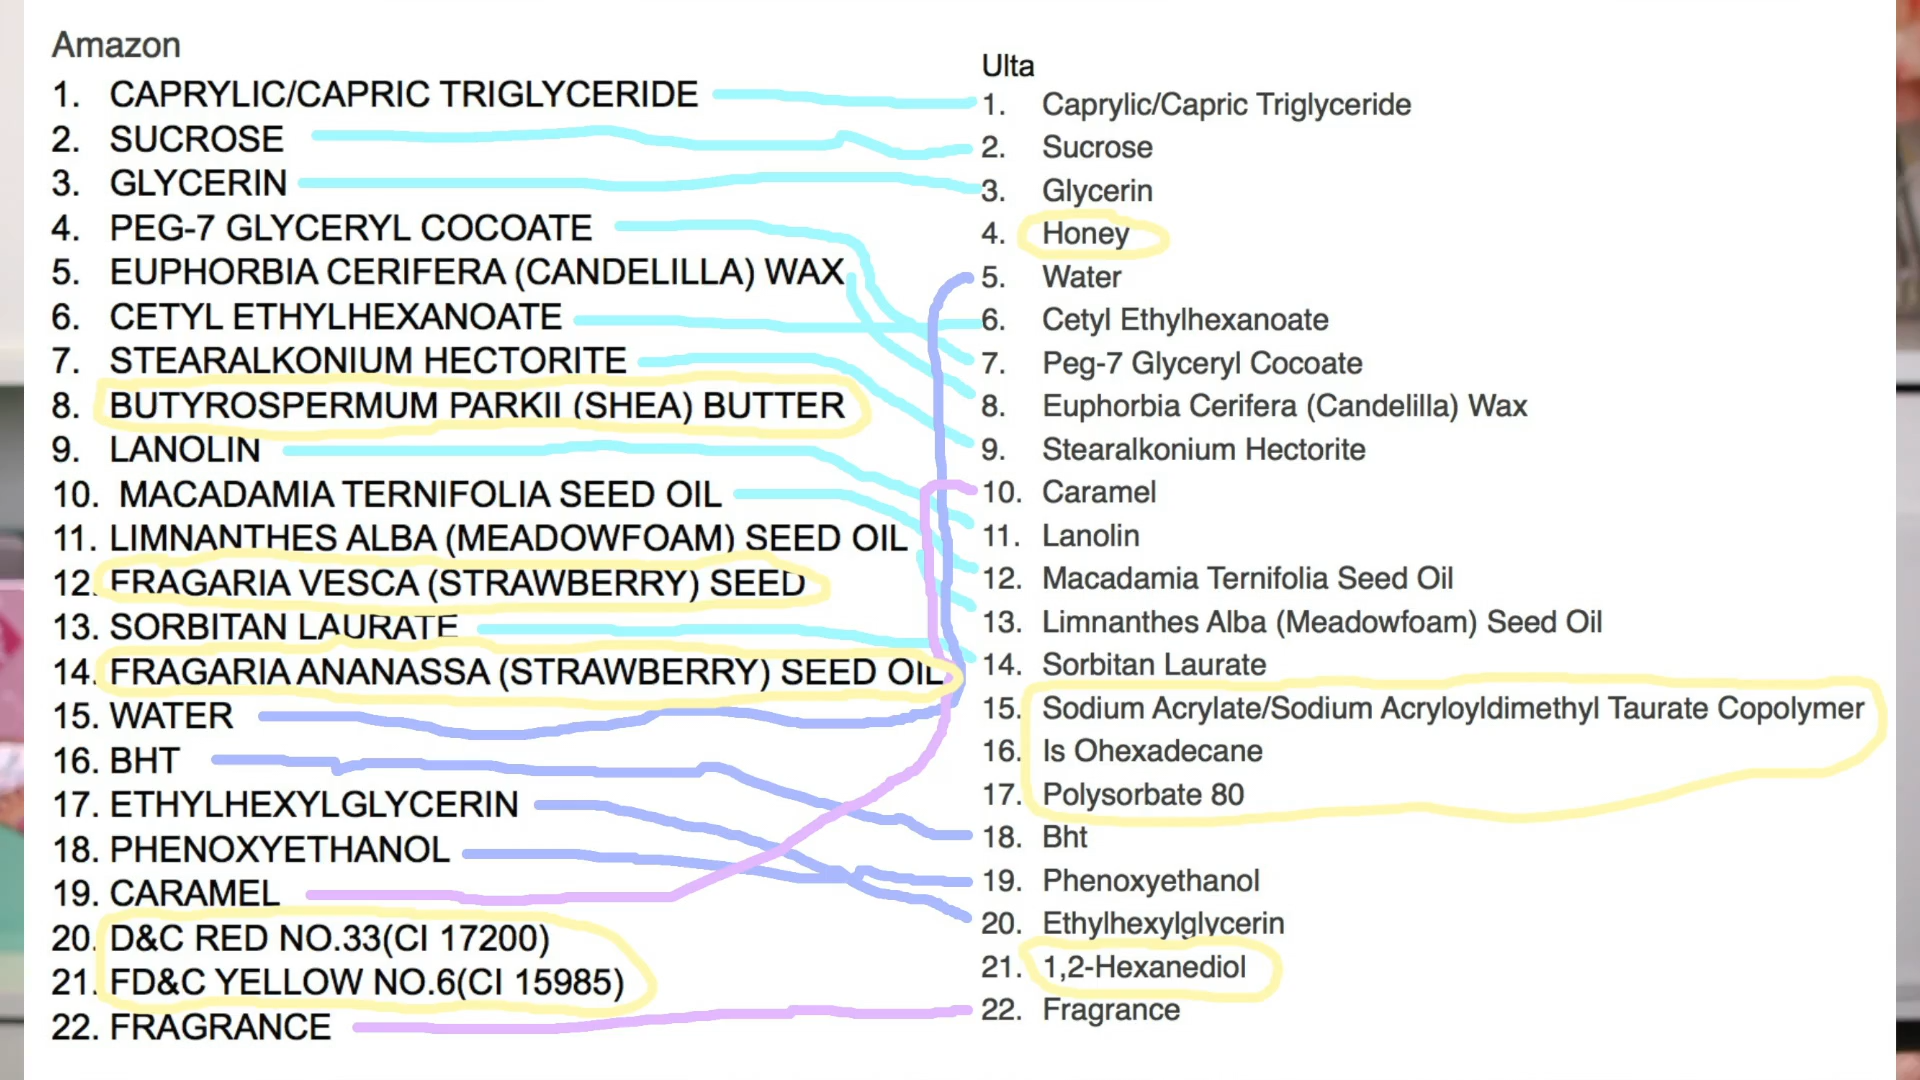 Amazon
1. CAPRYLIC/CAPRIC TRIGLYCERIDE
2. SUCROSE
3. GLYCERIN
4. PEG-7 GLYCERYL COCOATE
5. EUPHORBIA CERIFERA (CANDELILLA) WAX
6. CETYL ETHYLHEXANOATE
7. STEARALKONIUM HECTORITE
8. BUTYROSPERMUM PARKII (SHEA) BUTTER
9. LANOLIN
10. MACADAMIA TERNIFOLIA SEED OIL
11. LIMNANTHES ALBA (MEADOWFOAM) SEED OIL
12. FRAGARIA VESCA (STRAWBERRY) SEED
13. SORBITAN LAURATE
14. FRAGARIA ANANASSA (STRAWBERRY) SEED OIL
15. WATER
16. BHT
17. ETHYLHEXYLGLYCERIN
18. PHENOXYETHANOL
19. CARAMEL
20. D&C RED NO.33(CI 17200)
21. FD&C YELLOW NO.6(CI 15985)
22. FRAGRANCE
Ulta
1. Caprylic/Capric Triglyceride
2. Sucrose
3. Glycerin
4. Honey
5. Water
6. Cetyl Ethylhexanoate
7. Peg-7 Glyceryl Cocoate
8. Euphorbia Cerifera (Candelilla) Wax
9. Stearalkonium Hectorite
10. Caramel
11. Lanolin
12. Macadamia Ternifolia Seed Oil
13. Limnanthes Alba (Meadowfoam) Seed Oil
14. Sorbitan Laurate
15. Sodium Acrylate/Sodium Acryloyldimethyl Taurate Copolymer
16. Is Ohexadecane
17. Polysorbate 80
18. Bht
19. Phenoxyethanol
20. Ethylhexylglycerin
21. 1,2-Hexanediol
22. Fragrance